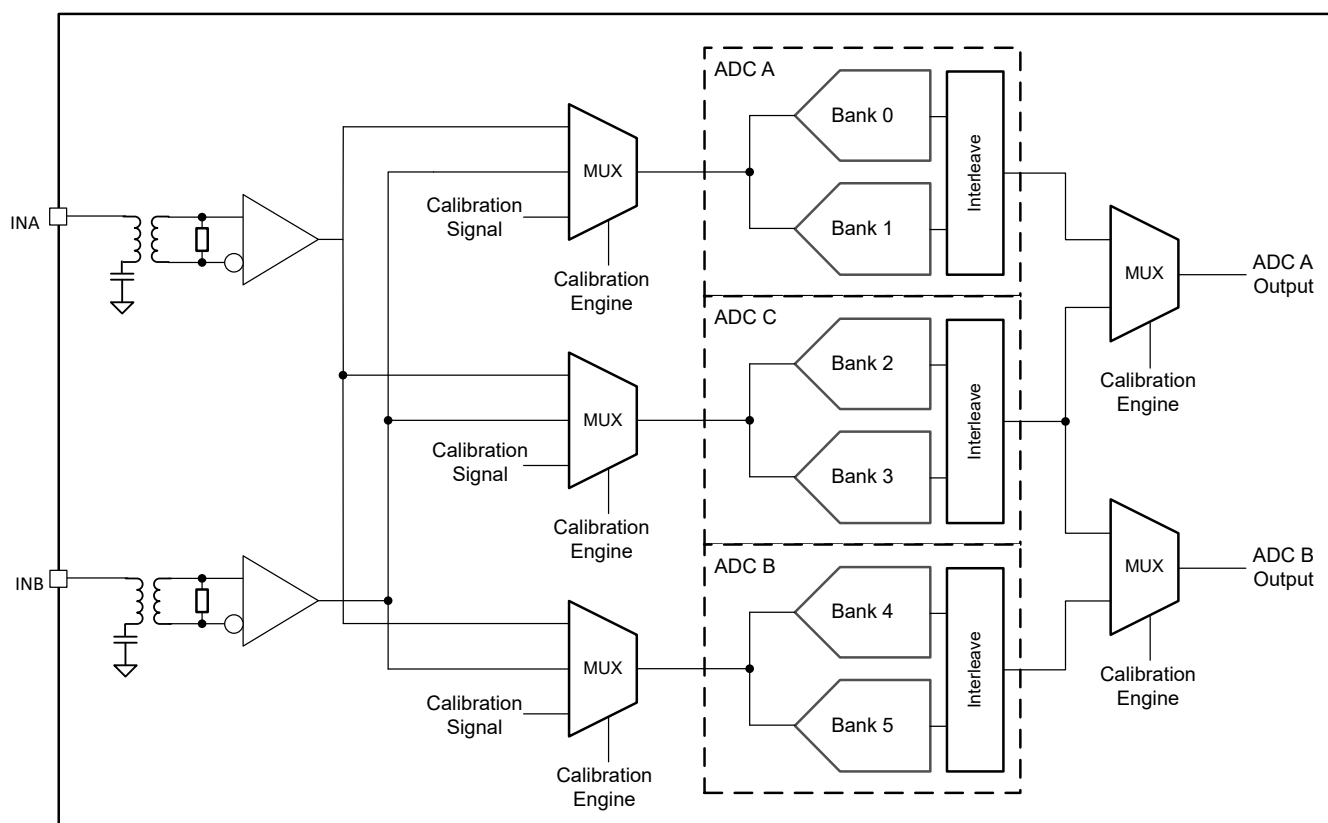 ADC A
Bank 0
Bank 1
Interleave
MUX
Calibration
Signal
Calibration
Engine
INA
MUX
ADC A
Output
Calibration
Engine
ADC C
Bank 2
Bank 3
Interleave
MUX
Calibration
Signal
Calibration
Engine
INB
ADC B
Bank 4
Bank 5
Interleave
MUX
Calibration
Signal
Calibration
Engine
MUX
ADC B
Output
Calibration
Engine